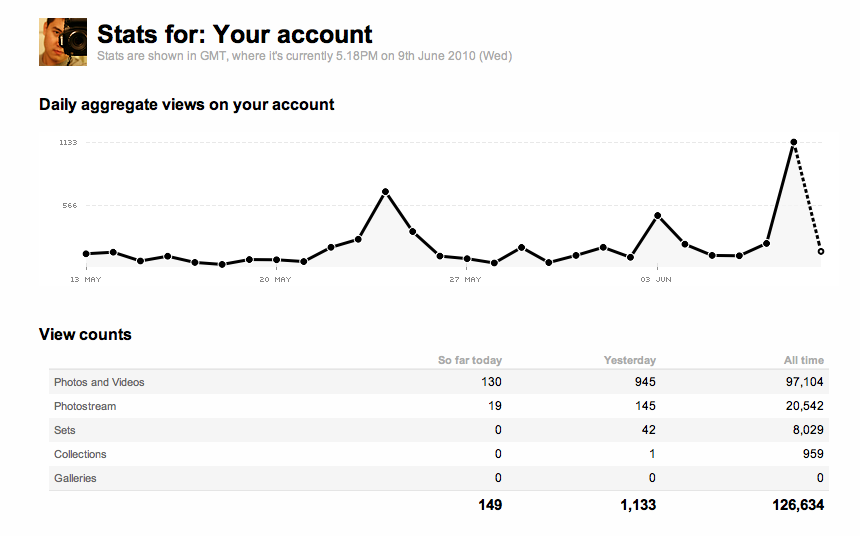 Stats for: Your account
Stats are shown in GMT, where it's currently 5.18PM on 9th June 2010 (Wed)
Daily aggregate views on your account
1133
566
13 MAY 20 MAY 27 MAY 03 JUN
View counts
So far today Yesterday All time
Photos and Videos 130 945 97,104
Photostream 19 145 20,542
Sets 0 42 8,029
Collections 0 1 959
Galleries 0 0 0
149 1,133 126,634